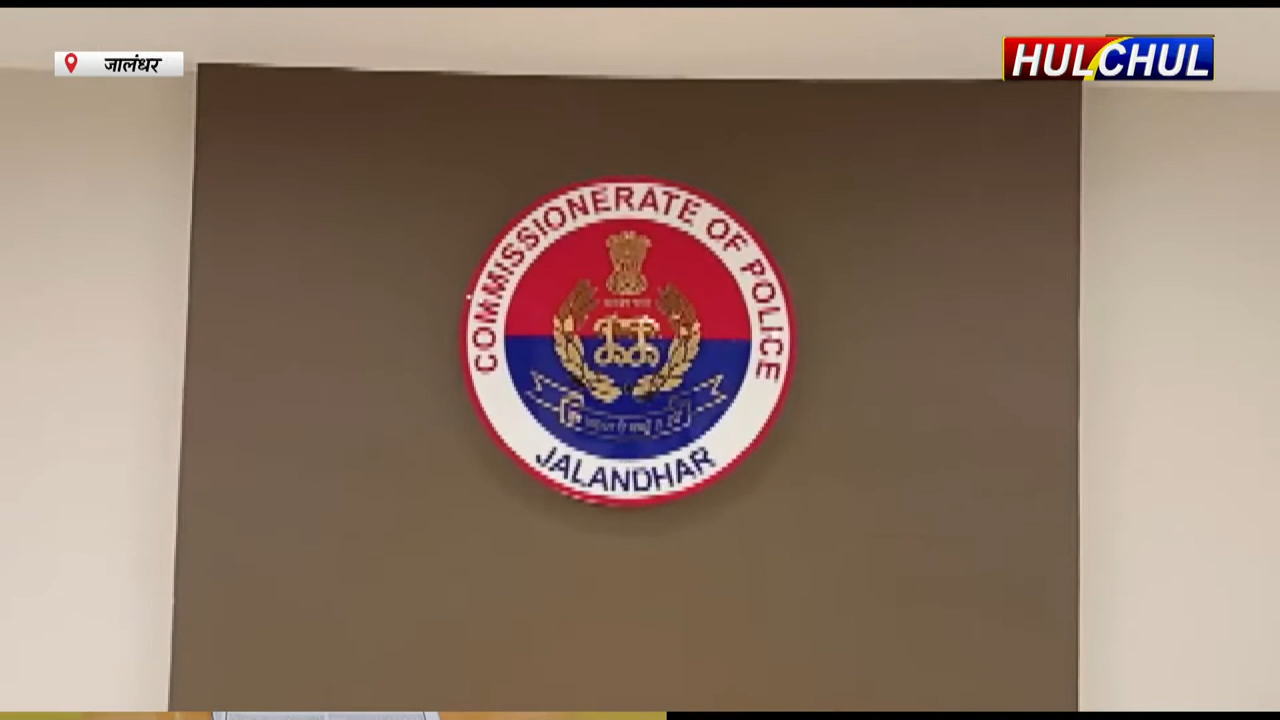 जालंधर
HULCHUL
COMMISSIONERATE OF POLICE
JALANDHAR